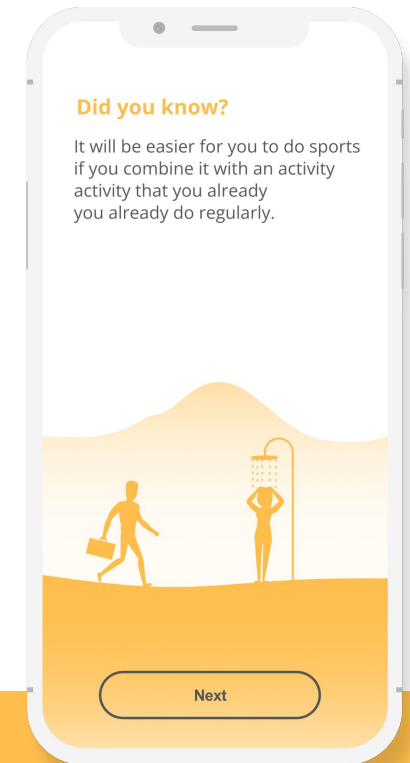 Did you know?
It will be easier for you to do sports
if you combine it with an activity
activity that you already
you already do regularly.
Next